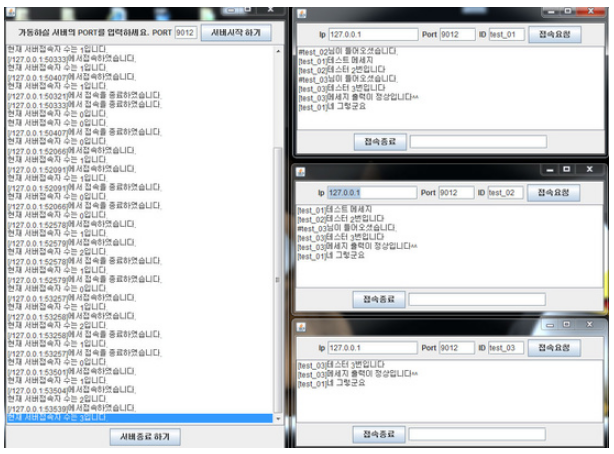 가동하실 서버의 PORT를 입력하세요. PORT 9012 서버시작 하기
현재 서버접속자 수는 1입니다.
[/127.0.0.1:50333]에서접속하였습니다.
현재 서버접속자 수는 1입니다.
[/127.0.0.1:50407]에서접속하였습니다.
현재 서버접속자 수는 1입니다.
[/127.0.0.1:50321]에서 접속을 종료하였습니다.
[/127.0.0.1:50333]에서 접속을 종료하였습니다.
현재 서버접속자 수는 0입니다.
현재 서버접속자 수는 0입니다.
[/127.0.0.1:50407]에서 접속을 종료하였습니다.
현재 서버접속자 수는 0입니다.
[/127.0.0.1:52066]에서접속하였습니다.
현재 서버접속자 수는 1입니다.
[/127.0.0.1:52091]에서접속하였습니다.
현재 서버접속자 수는 1입니다.
[/127.0.0.1:52091]에서 접속을 종료하였습니다.
현재 서버접속자 수는 0입니다.
[/127.0.0.1:52066]에서 접속을 종료하였습니다.
현재 서버접속자 수는 0입니다.
[/127.0.0.1:52578]에서접속하였습니다.
현재 서버접속자 수는 1입니다.
[/127.0.0.1:52579]에서접속하였습니다.
현재 서버접속자 수는 2입니다.
[/127.0.0.1:52578]에서 접속을 종료하였습니다.
현재 서버접속자 수는 1입니다.
[/127.0.0.1:52579]에서 접속을 종료하였습니다.
현재 서버접속자 수는 0입니다.
[/127.0.0.1:53257]에서접속하였습니다.
현재 서버접속자 수는 1입니다.
[/127.0.0.1:53258]에서접속하였습니다.
현재 서버접속자 수는 2입니다.
[/127.0.0.1:53258]에서 접속을 종료하였습니다.
현재 서버접속자 수는 1입니다.
[/127.0.0.1:53257]에서 접속을 종료하였습니다.
현재 서버접속자 수는 0입니다.
[/127.0.0.1:53501]에서접속하였습니다.
현재 서버접속자 수는 1입니다.
[/127.0.0.1:53504]에서접속하였습니다.
현재 서버접속자 수는 2입니다.
[/127.0.0.1:53539]에서접속하였습니다.
현재 서버접속자 수는 3입니다.
서버종료 하기
Ip 127.0.0.1 Port 9012 ID test_01 접속요청
#test_02님이 들어오셨습니다.
[test_01]테스트 메세지
[test_02]테스터 2번입니다
#test_03님이 들어오셨습니다.
[test_03]테스터 3번입니다
[test_03]메세지 출력이 정상입니다^^
[test_01]네 그렇군요
접속종료
Ip 127.0.0.1 Port 9012 ID test_02 접속요청
[test_01]테스트 메세지
[test_02]테스터 2번입니다
#test_03님이 들어오셨습니다.
[test_03]테스터 3번입니다
[test_03]메세지 출력이 정상입니다^^
[test_01]네 그렇군요
접속종료
Ip 127.0.0.1 Port 9012 ID test_03 접속요청
[test_03]테스터 3번입니다
[test_03]메세지 출력이 정상입니다^^
[test_01]네 그렇군요
접속종료